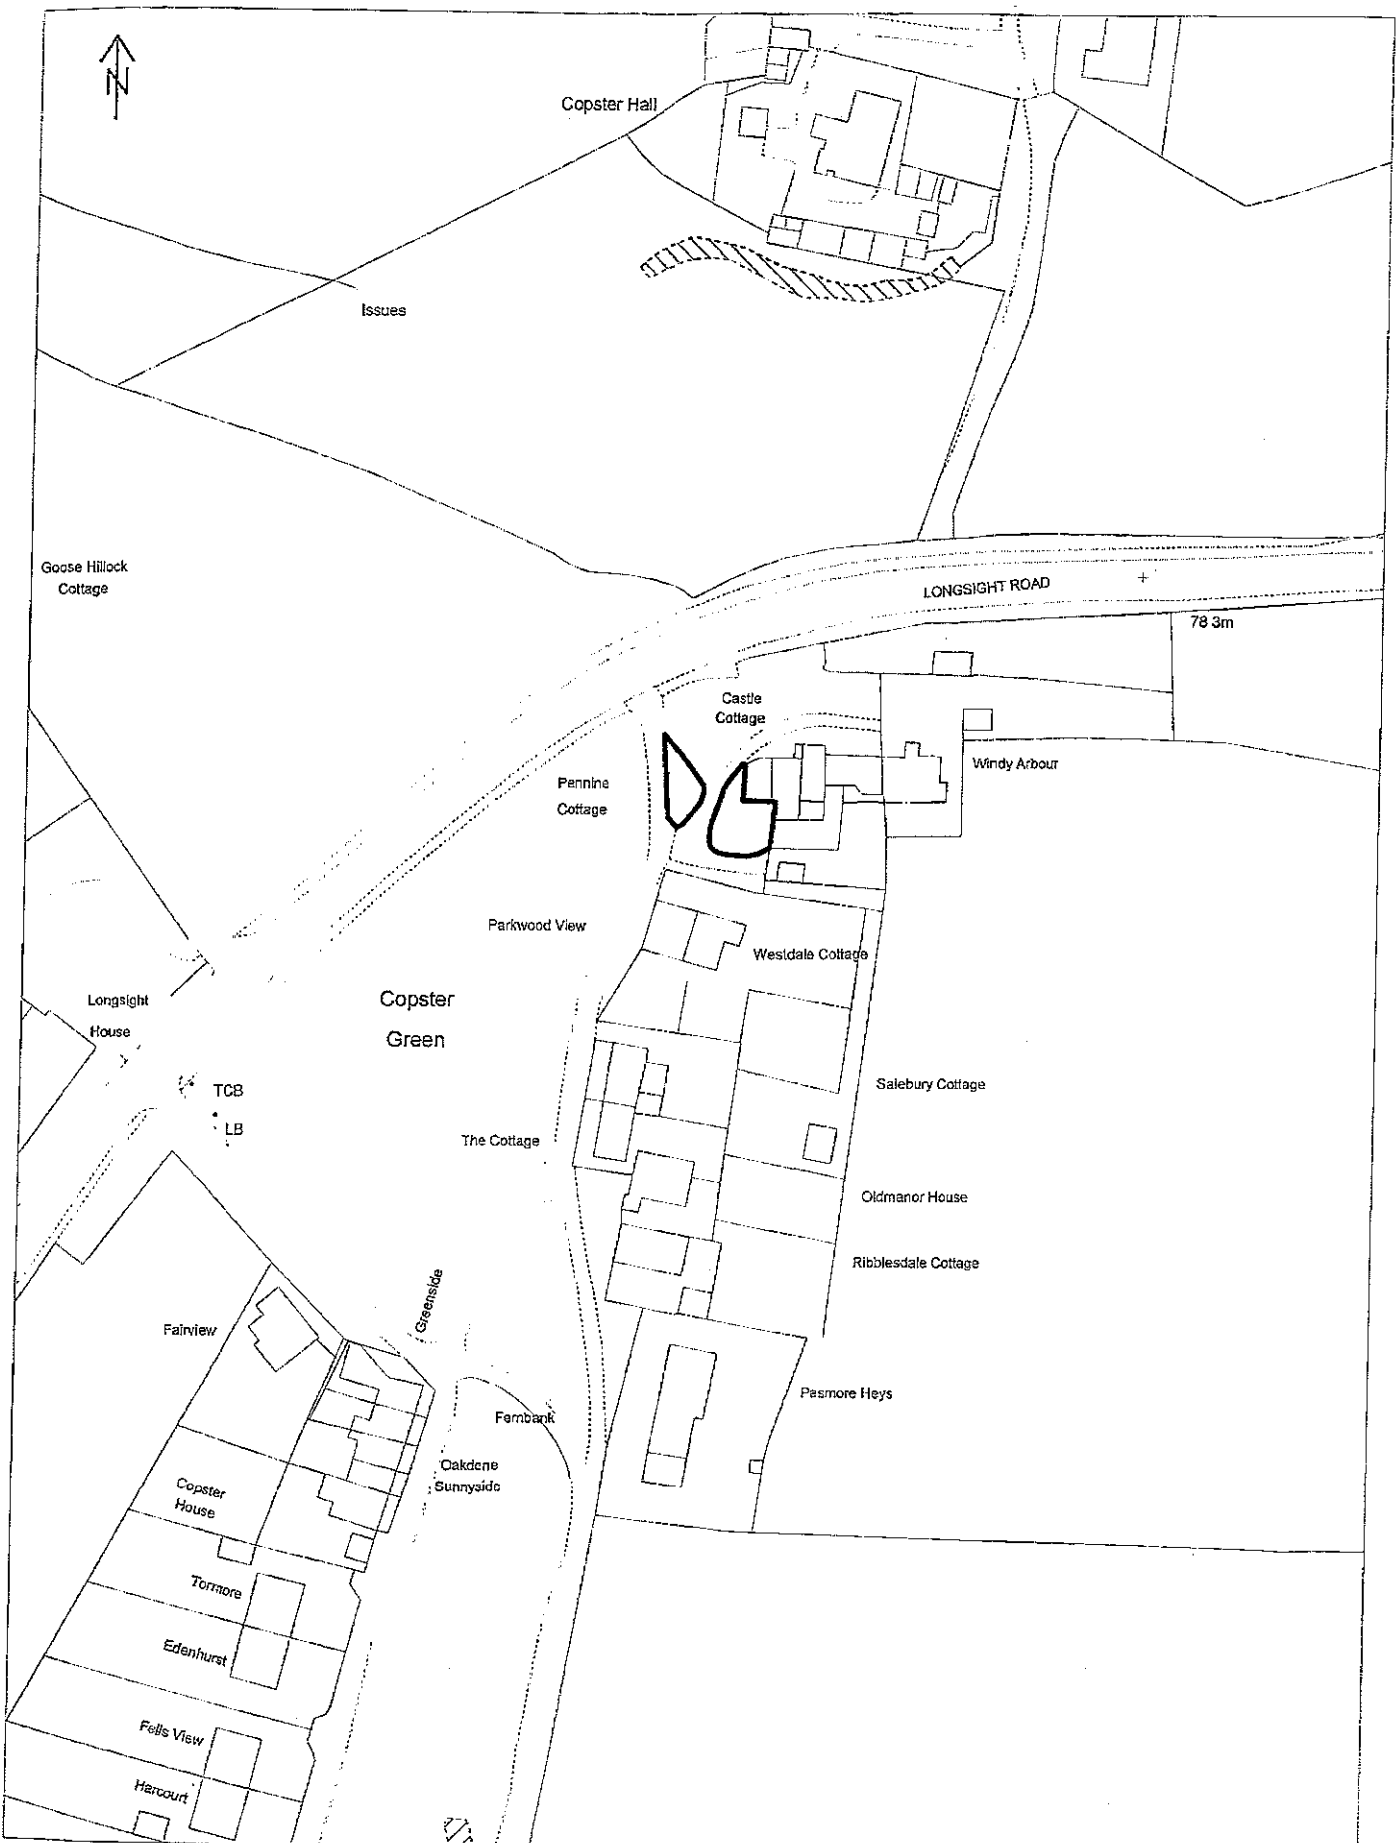 N
Copster Hall
Issues
Goose Hillock
Cottage
LONGSIGHT ROAD
78 3m
Castle
Cottage
Windy Arbour
Pennine
Cottage
Parkwood View
Westdale Cottage
Longsight
House
Copster
Green
TCB
LB
Salebury Cottage
The Cottage
Oldmanor House
Ribblesdale Cottage
Greenside
Fairview
Pasmore Heys
Fernbank
Oakdene
Sunnyside
Copster
House
Tormore
Edenhurst
Fells View
Harcourt